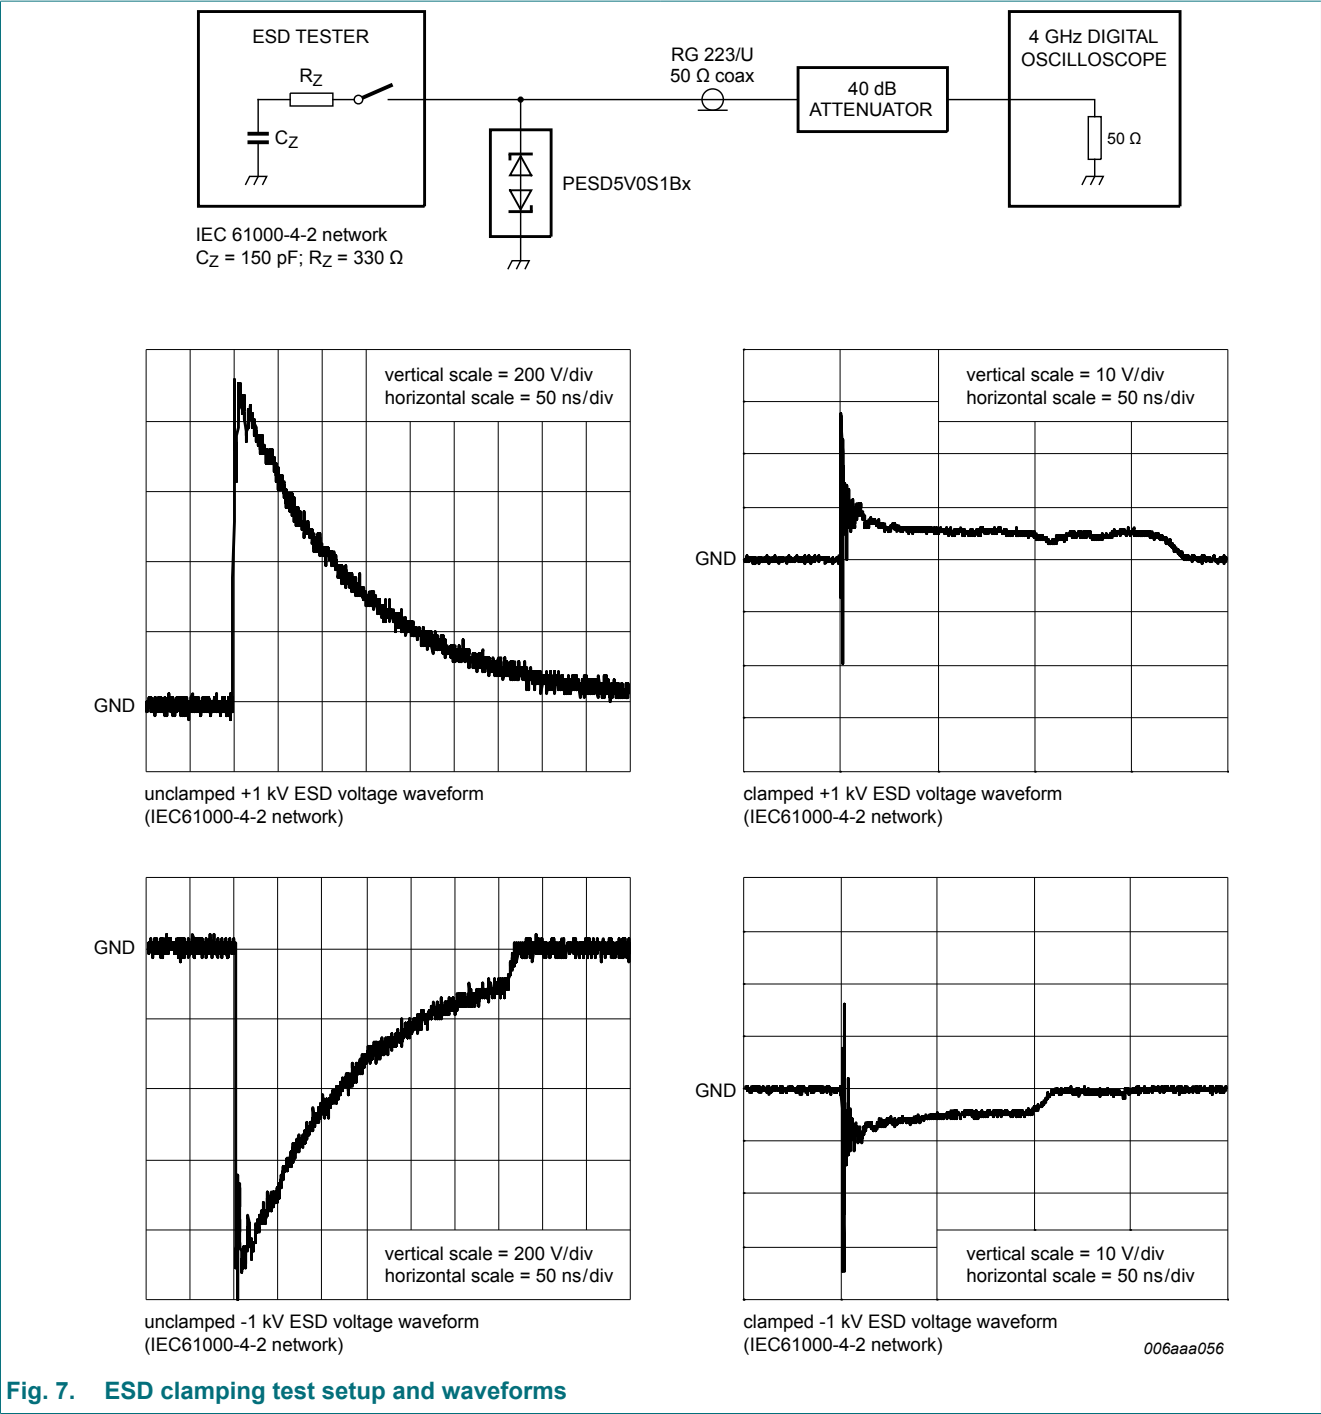 ESD TESTER
RZ
CZ
IEC 61000-4-2 network
CZ = 150 pF; RZ = 330 Ω
PESD5V0S1Bx
RG 223/U
50 Ω coax
40 dB
ATTENUATOR
4 GHz DIGITAL
OSCILLOSCOPE
50 Ω
vertical scale = 200 V/div
horizontal scale = 50 ns/div
GND
unclamped +1 kV ESD voltage waveform
(IEC61000-4-2 network)
vertical scale = 10 V/div
horizontal scale = 50 ns/div
GND
clamped +1 kV ESD voltage waveform
(IEC61000-4-2 network)
GND
vertical scale = 200 V/div
horizontal scale = 50 ns/div
unclamped -1 kV ESD voltage waveform
(IEC61000-4-2 network)
GND
vertical scale = 10 V/div
horizontal scale = 50 ns/div
clamped -1 kV ESD voltage waveform
(IEC61000-4-2 network)
006aaa056
Fig. 7. ESD clamping test setup and waveforms